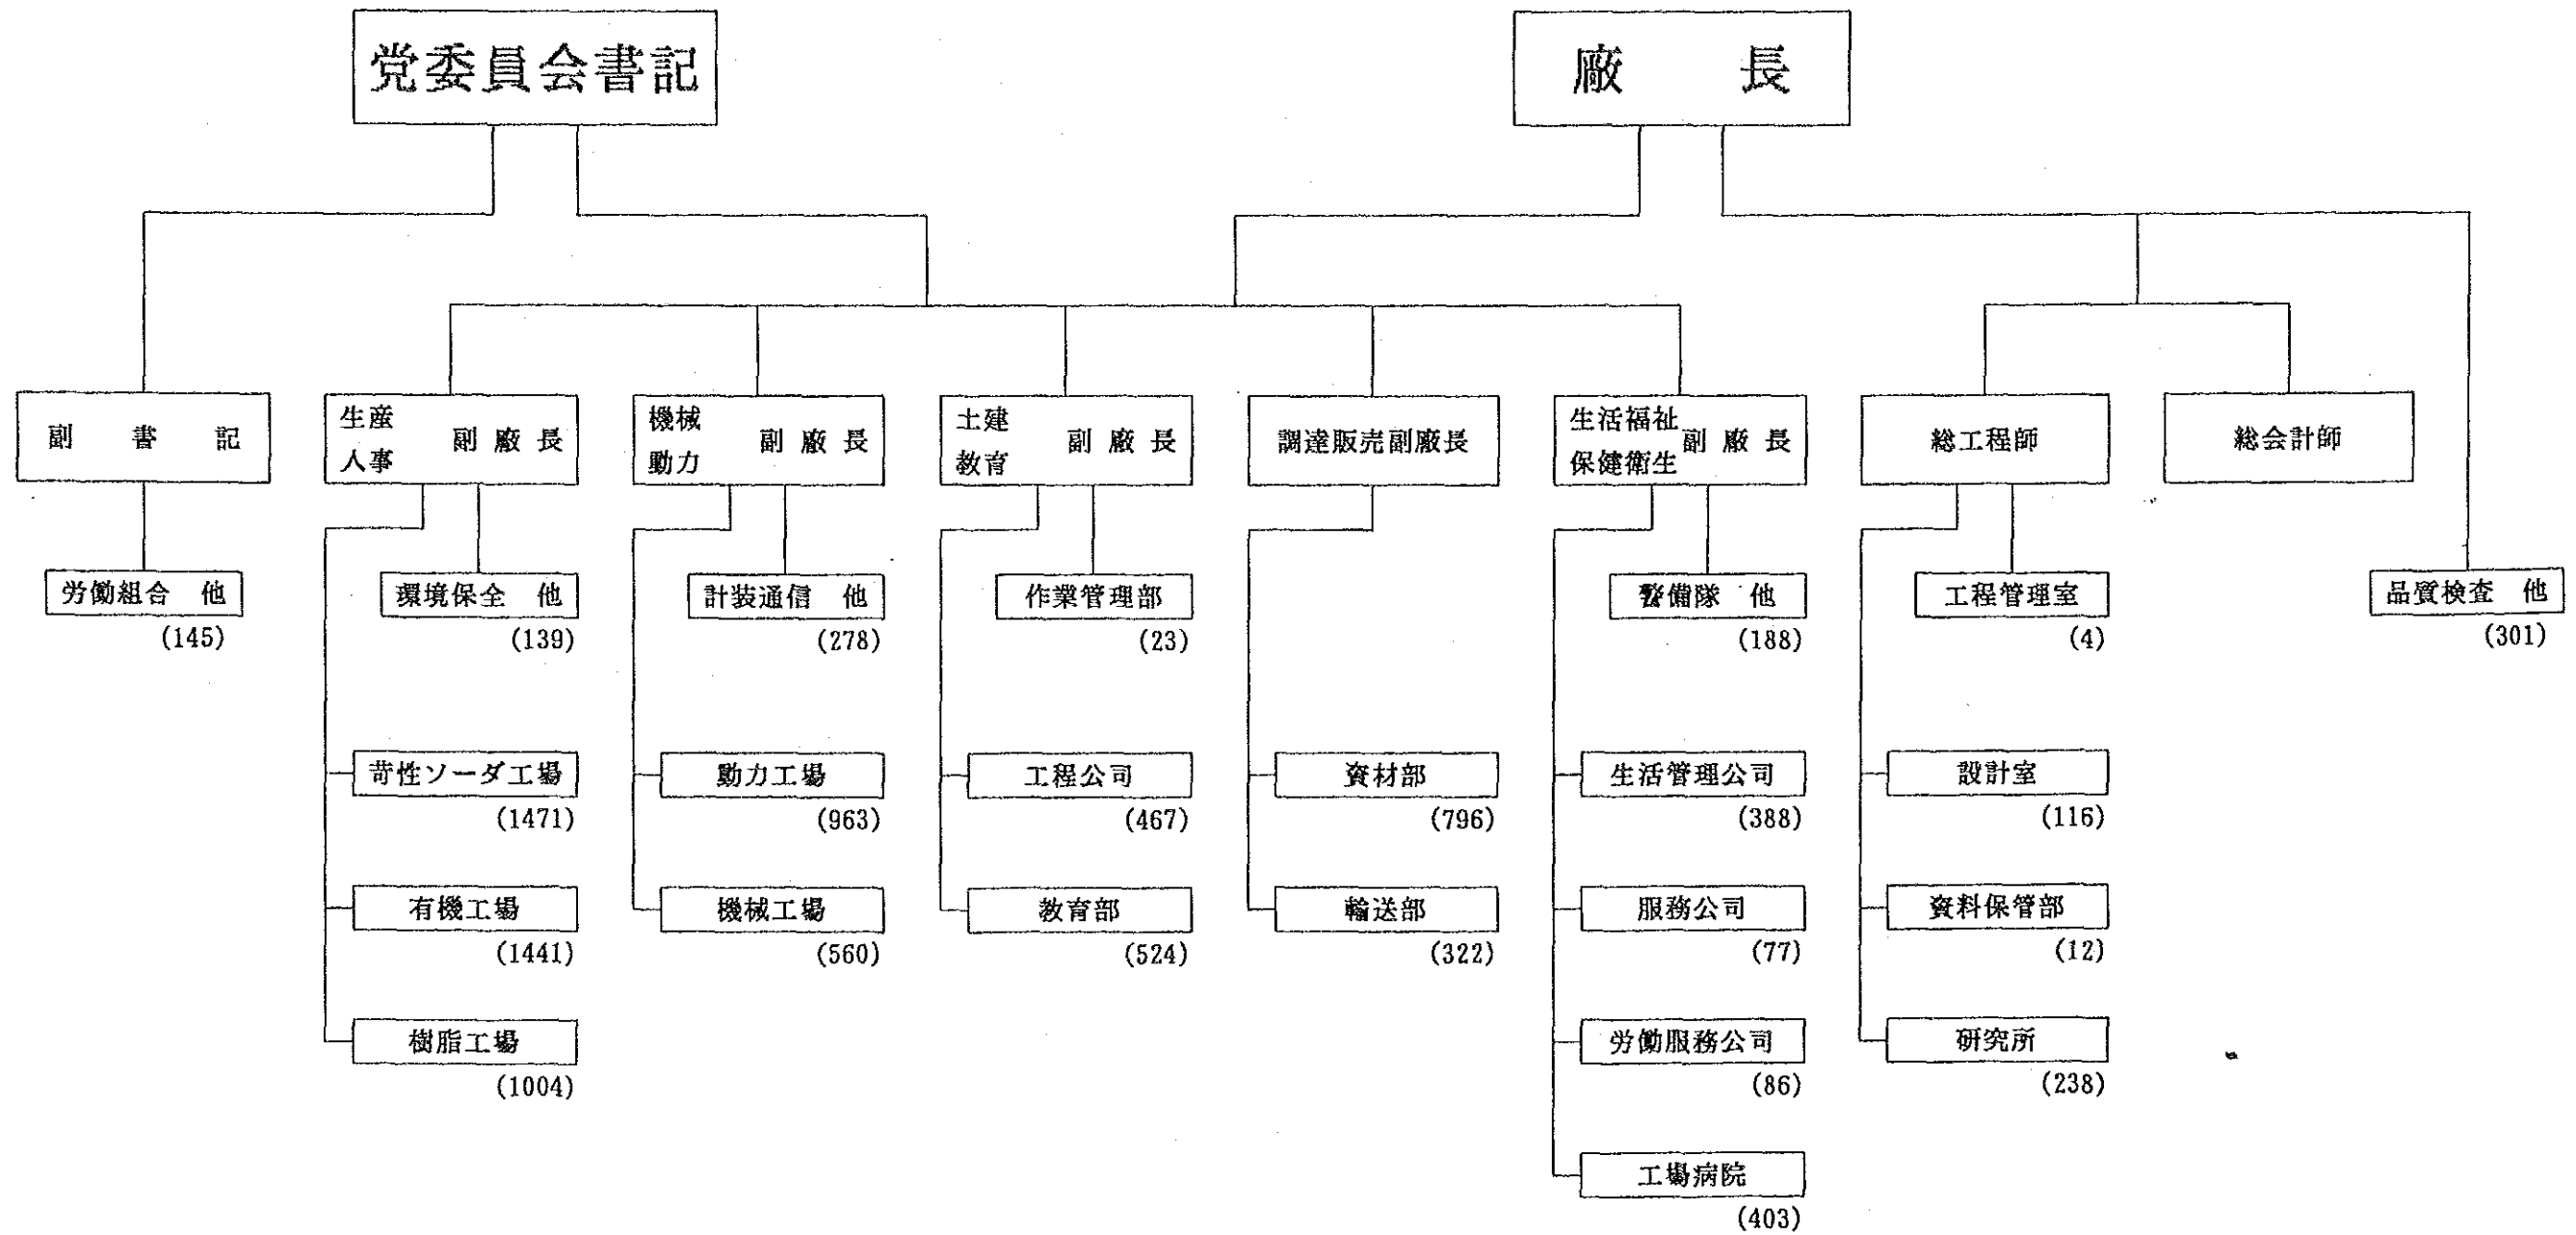 党委員会書記
廠 長
副 書 記
生産
人事
副 廠 長
機械
動力
副 廠 長
土建
教育
副 廠 長
調達販売副廠長
生活福祉
保健衛生
副 廠 長
総工程師
総会計師
労働組合 他
(145)
環境保全 他
(139)
計装通信 他
(278)
作業管理部
(23)
警備隊 他
(188)
工程管理室
(4)
品質検査 他
(301)
苛性ソーダ工場
(1471)
動力工場
(963)
工程公司
(467)
資材部
(796)
生活管理公司
(388)
設計室
(116)
有機工場
(1441)
機械工場
(560)
教育部
(524)
輸送部
(322)
服務公司
(77)
資料保管部
(12)
樹脂工場
(1004)
労働服務公司
(86)
研究所
(238)
工場病院
(403)